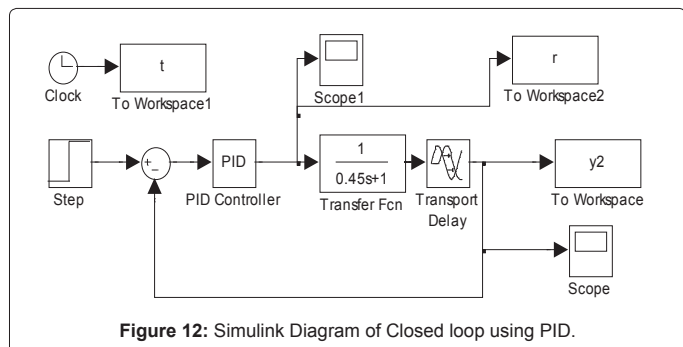 t
r
Clock
To Workspace1
Scope1
To Workspace2
+
−
PID
1
0.45s+1
y2
Step
PID Controller
Transfer Fcn
Transport
Delay
To Workspace
Scope
Figure 12: Simulink Diagram of Closed loop using PID.